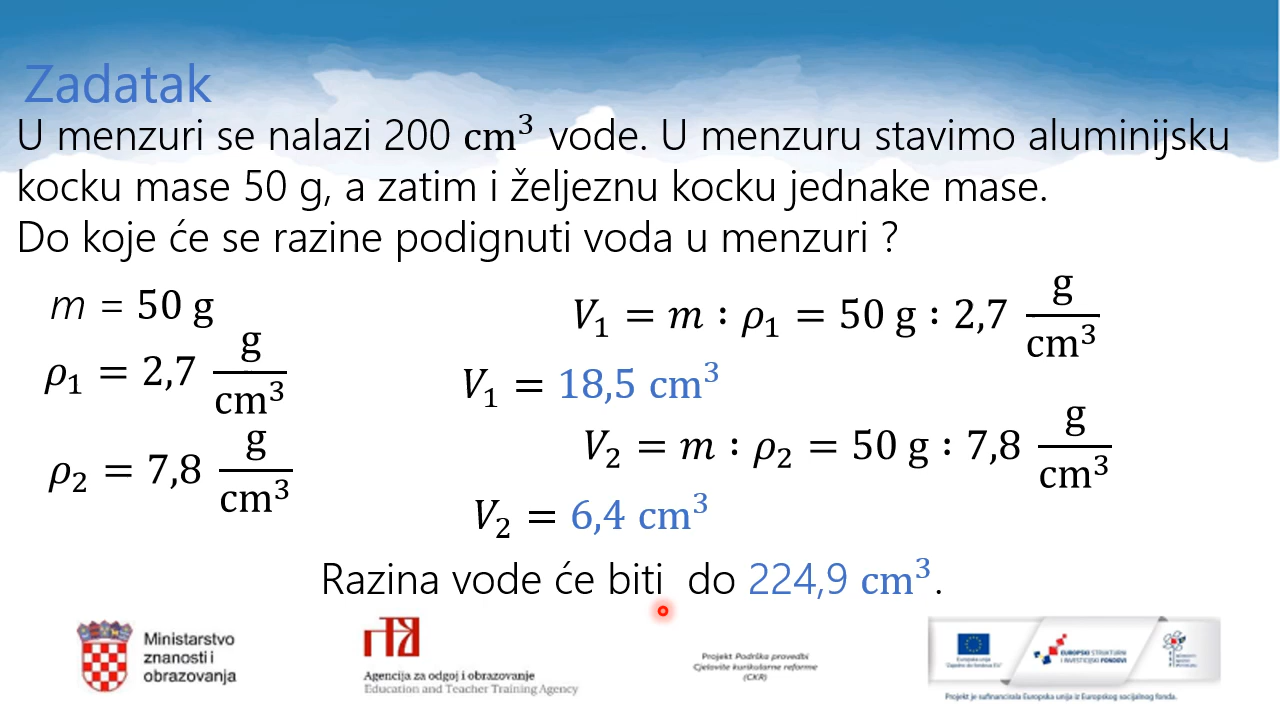 Zadatak
U menzuri se nalazi 200 cm³ vode. U menzuru stavimo aluminijsku
kocku mase 50 g, a zatim i željeznu kocku jednake mase.
Do koje će se razine podignuti voda u menzuri ?
m = 50 g
ρ₁ = 2,7 g/cm³
ρ₂ = 7,8 g/cm³
V₁ = m : ρ₁ = 50 g : 2,7 g/cm³
V₁ = 18,5 cm³
V₂ = m : ρ₂ = 50 g : 7,8 g/cm³
V₂ = 6,4 cm³
Razina vode će biti do 224,9 cm³.
Ministarstvo
znanosti i
obrazovanja
Agencija za odgoj i obrazovanje
Education and Teacher Training Agency
Projekt Podrška provedbi
Cjelovite kurikularne reforme
(CKR)
Europska unija
EUROPSKI STRUKTURNI
I INVESTICIJSKI FONDOVI
Projekt je sufinancirala Europska unija iz Europskog socijalnog fonda.